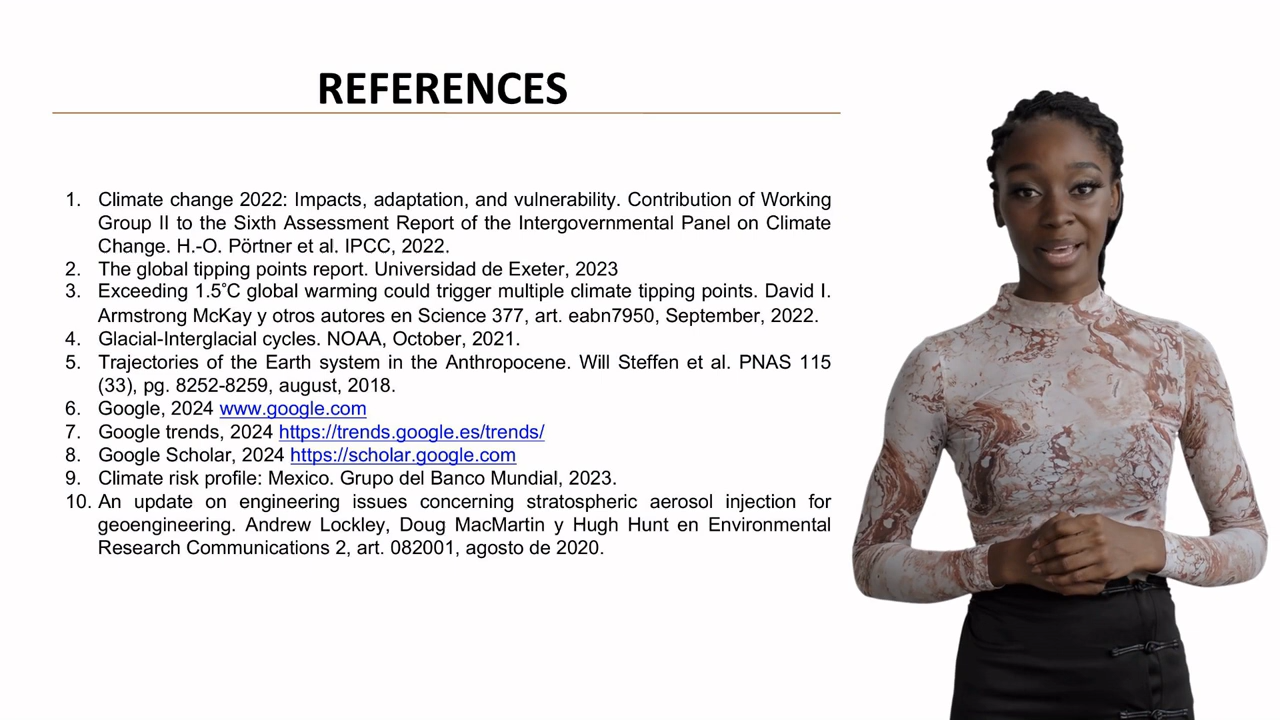 REFERENCES
1. Climate change 2022: Impacts, adaptation, and vulnerability. Contribution of Working
Group II to the Sixth Assessment Report of the Intergovernmental Panel on Climate
Change. H.-O. Pörtner et al. IPCC, 2022.
2. The global tipping points report. Universidad de Exeter, 2023
3. Exceeding 1.5°C global warming could trigger multiple climate tipping points. David I.
Armstrong McKay y otros autores en Science 377, art. eabn7950, September, 2022.
4. Glacial-Interglacial cycles. NOAA, October, 2021.
5. Trajectories of the Earth system in the Anthropocene. Will Steffen et al. PNAS 115
(33), pg. 8252-8259, august, 2018.
6. Google, 2024 www.google.com
7. Google trends, 2024 https://trends.google.es/trends/
8. Google Scholar, 2024 https://scholar.google.com
9. Climate risk profile: Mexico. Grupo del Banco Mundial, 2023.
10. An update on engineering issues concerning stratospheric aerosol injection for
geoengineering. Andrew Lockley, Doug MacMartin y Hugh Hunt en Environmental
Research Communications 2, art. 082001, agosto de 2020.